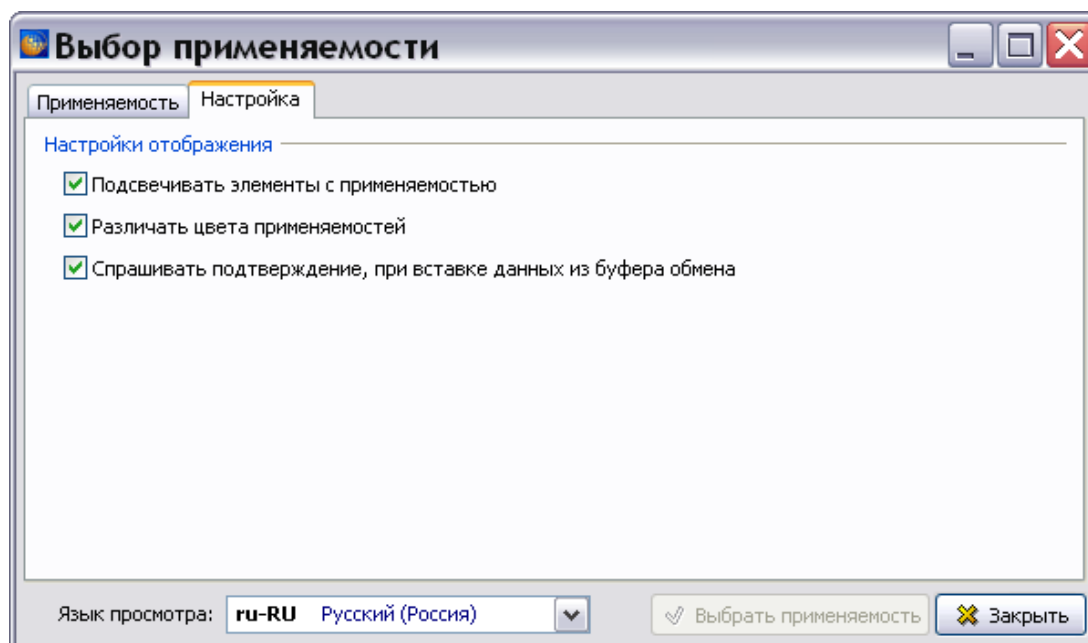 Выбор применяемости
Применяемость Настройка
Настройки отображения
Подсвечивать элементы с применяемостью
Различать цвета применяемостей
Спрашивать подтверждение, при вставке данных из буфера обмена
Язык просмотра: ru-RU Русский (Россия) Выбрать применяемость Закрыть